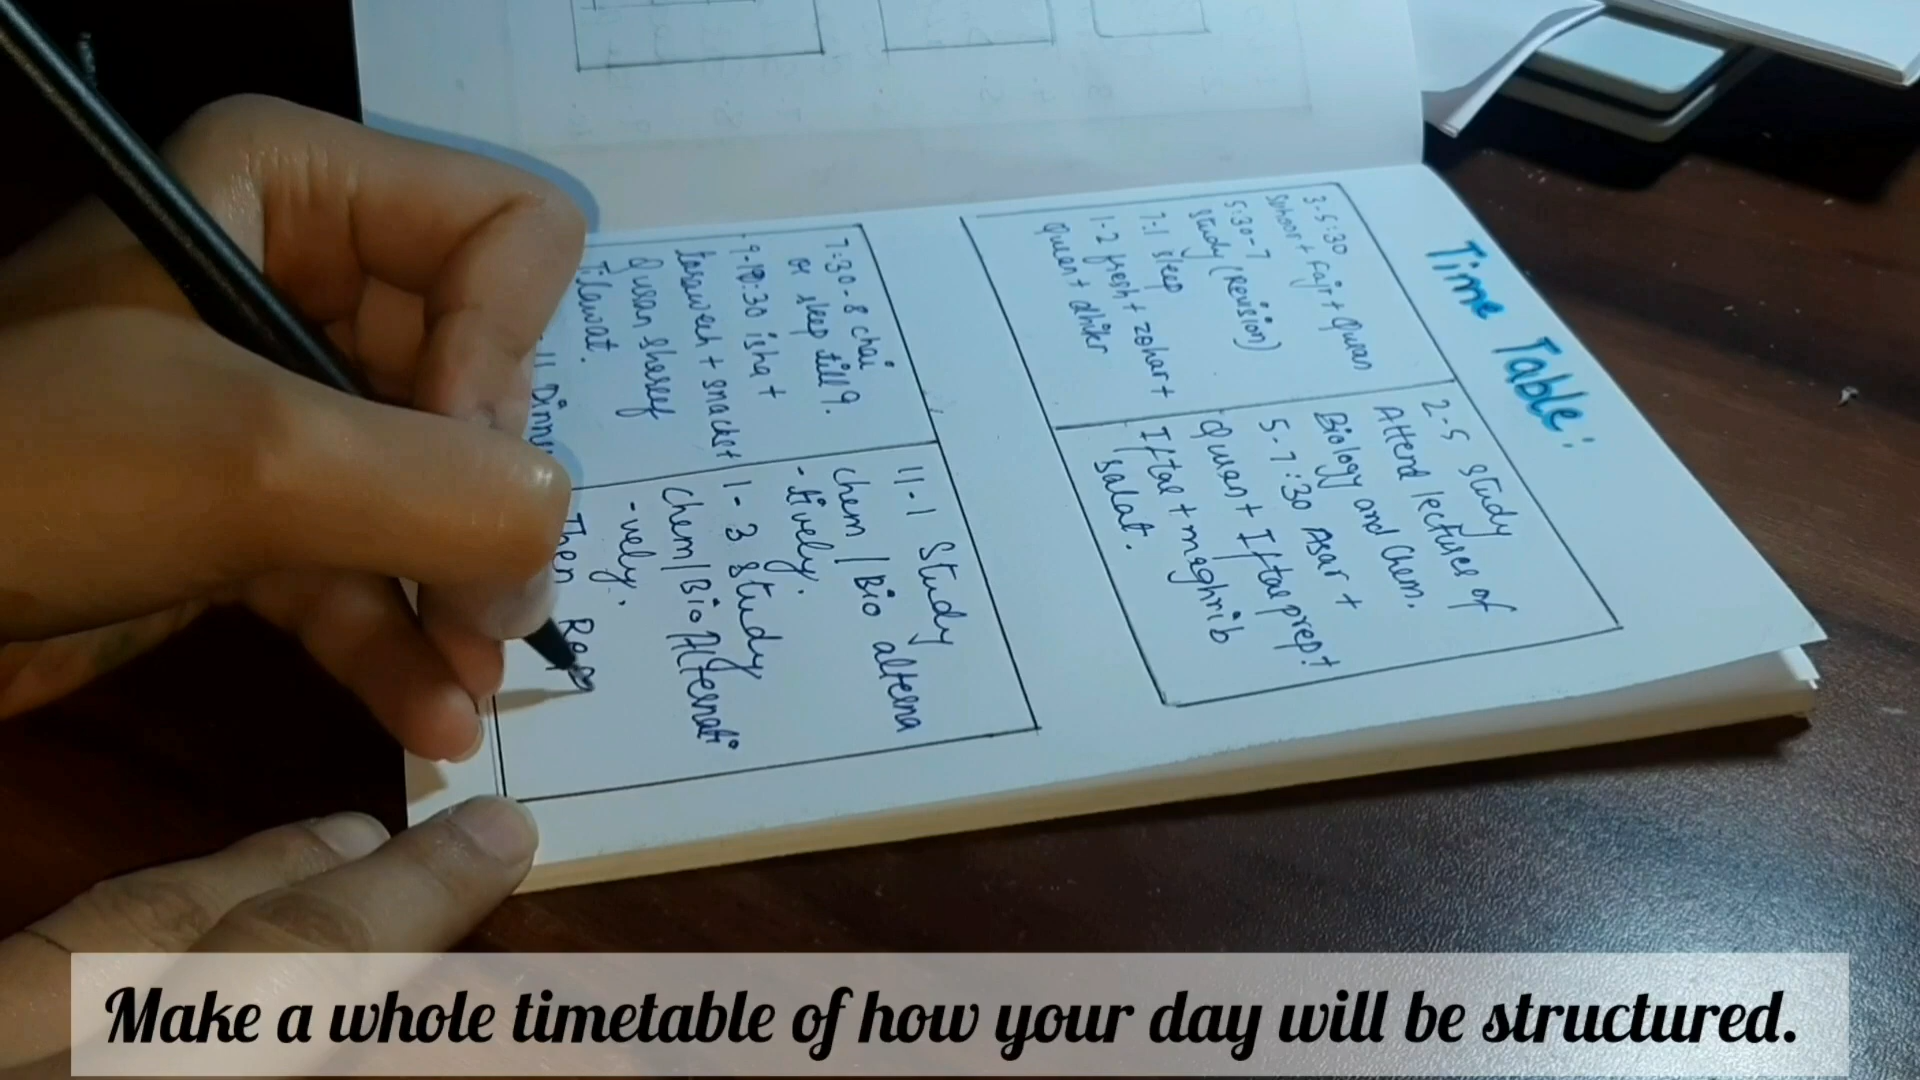 Time Table:
3-5:30
Sohoor + Fajr + Quran
5:30-7
study (Revision)
7-1 sleep
1-2 fresh + zohar +
Quran + dhikr
2-5 study
Attend lectures of
Biology and Chem.
5-7:30 Asar +
Quran + Iftar prep +
Iftar + maghrib
salat.
7:30-8 chai
or sleep till 9.
9-10:30 isha +
taraweeh + snacks +
Quran shareef
Tilawat.
11 Dinn
11-1 study
chem / Bio alterna
-tively.
1-3 study
Chem/Bio Alternati
-vely.
Then Rep
Make a whole timetable of how your day will be structured.